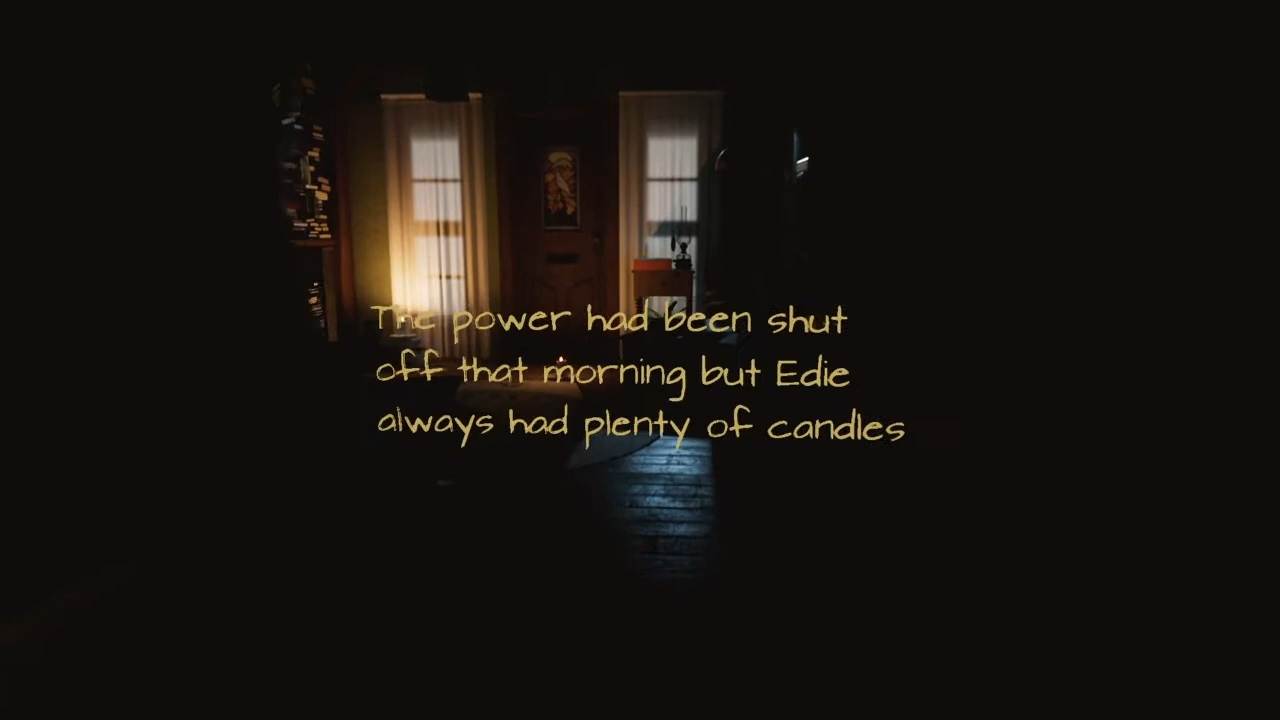 The power had been shut
off that morning but Edie
always had plenty of candles